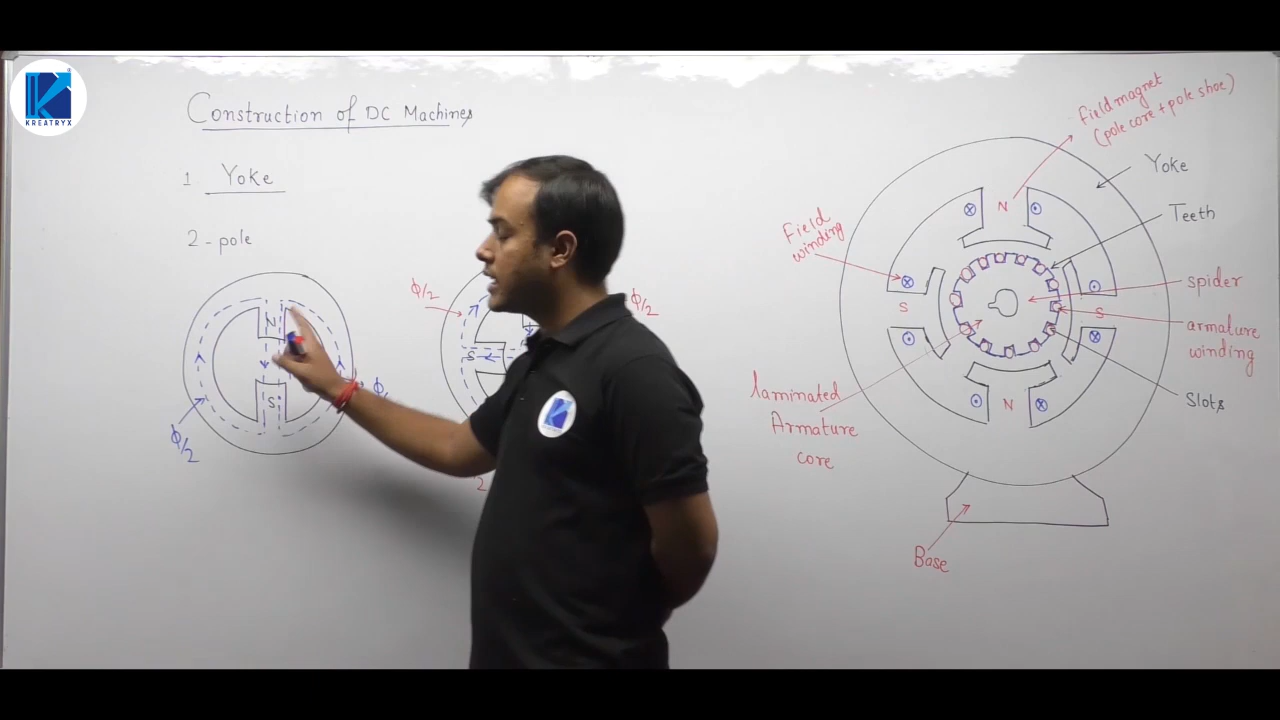 KREATRYX
Construction of DC Machines
1 Yoke
2 - pole
N
S
ϕ/2
ϕ
ϕ/2
S
ϕ/2
2
Field magnet
(pole core + pole shoe)
Yoke
Teeth
Field
winding
N
S
S
N
spider
armature
winding
Slots
laminated
Armature
core
Base